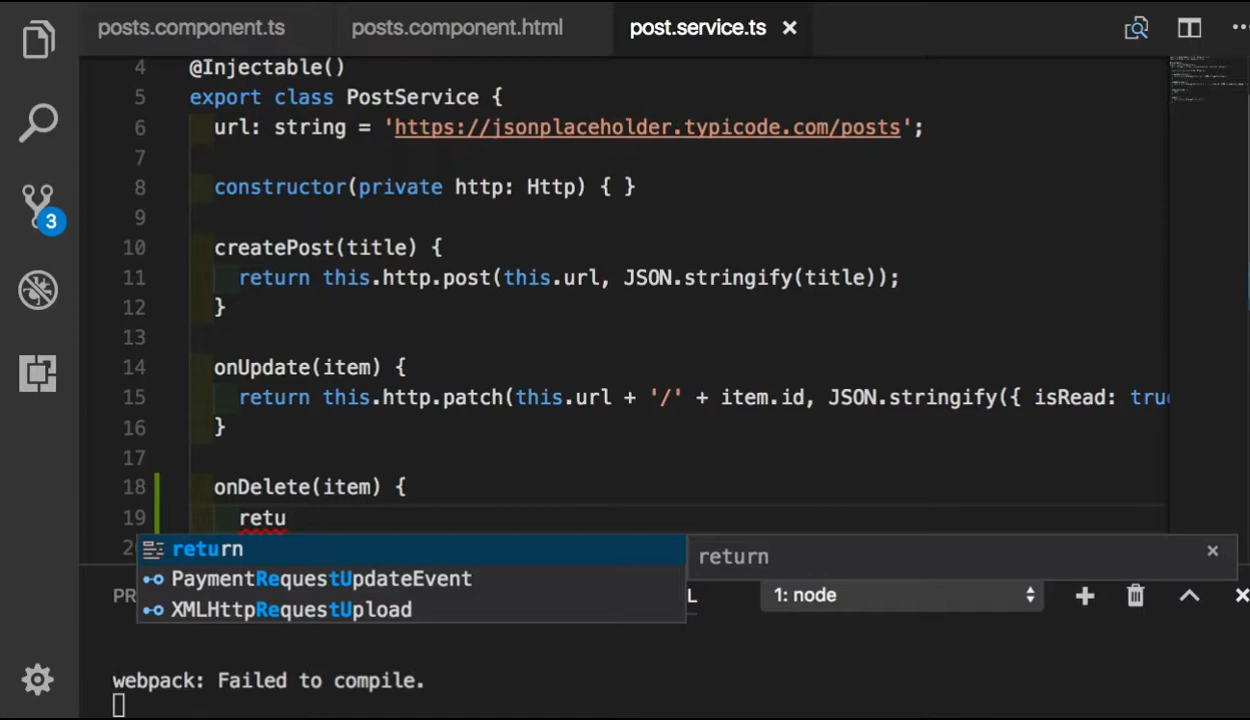 posts.component.ts posts.component.html post.service.ts ×
4 @Injectable()
5 export class PostService {
6 url: string = 'https://jsonplaceholder.typicode.com/posts';
7
8 constructor(private http: Http) { }
9
10 createPost(title) {
11 return this.http.post(this.url, JSON.stringify(title));
12 }
13
14 onUpdate(item) {
15 return this.http.patch(this.url + '/' + item.id, JSON.stringify({ isRead: true
16 }
17
3
18 onDelete(item) {
19 retu
return
return ×
PaymentRequestUpdateEvent
XMLHttpRequestUpload
PR L 1: node
webpack: Failed to compile.